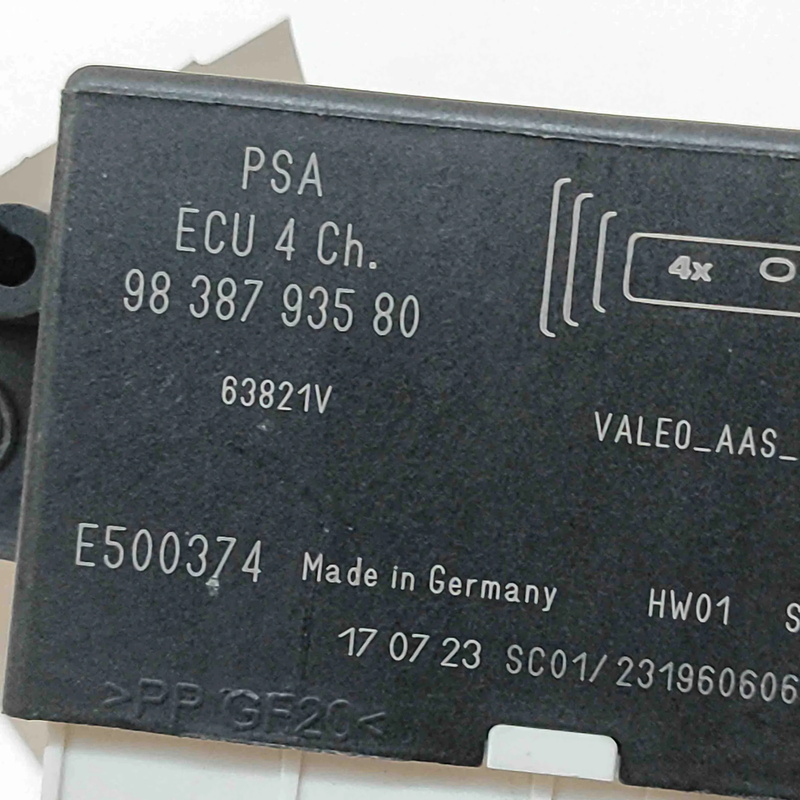 PSA
ECU 4 Ch.
98 387 935 80
63821V
4x
VALEO_AAS_
E500374 Made in Germany HW01 S
17 07 23 SC01/231960606
>PP GF20<